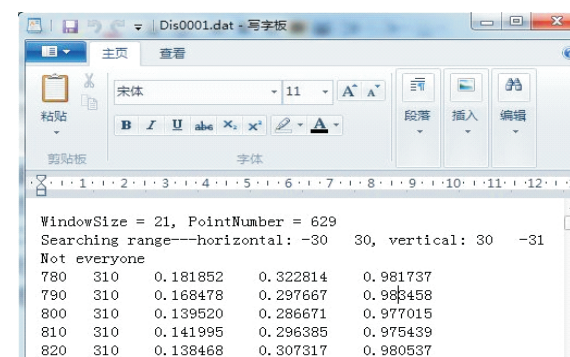 Dis0001.dat - 写字板
主页 查看
宋体 11 A A
粘贴 段落 插入 编辑
B I U abc X₂ X² A
剪贴板 字体
1 2 3 4 5 6 7 8 9 10 11 12
WindowSize = 21, PointNumber = 629
Searching range---horizontal: -30 30, vertical: 30 -31
Not everyone
780 310 0.181852 0.322814 0.981737
790 310 0.168478 0.297667 0.983458
800 310 0.139520 0.286671 0.977015
810 310 0.141995 0.296385 0.975439
820 310 0.138468 0.307317 0.980537